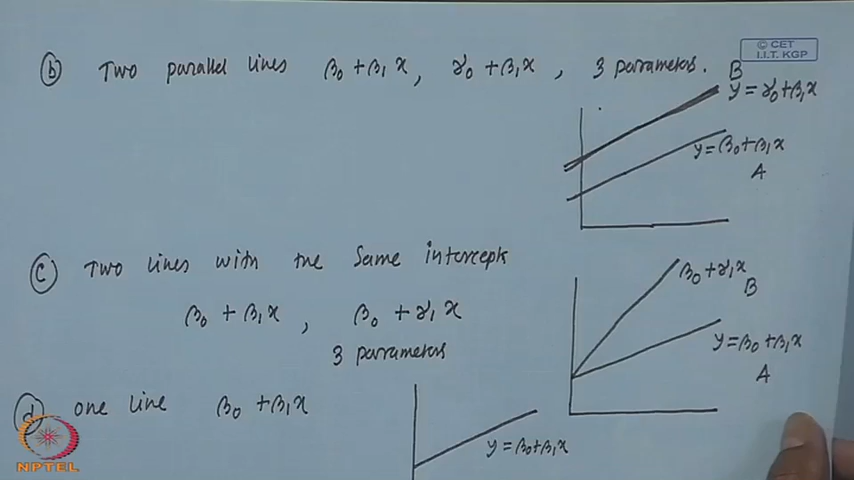 © CET
I.I.T. KGP
(b) Two parallel lines β₀ + β₁x, γ₀ + β₁x, 3 parameters.
B
y = γ₀ + β₁x
y = β₀ + β₁x
A
(c) Two lines with the same intercept
β₀ + β₁x, β₀ + γ₁x
3 parameters
β₀ + γ₁x
B
y = β₀ + β₁x
A
(d) one line β₀ + β₁x
y = β₀ + β₁x
NPTEL